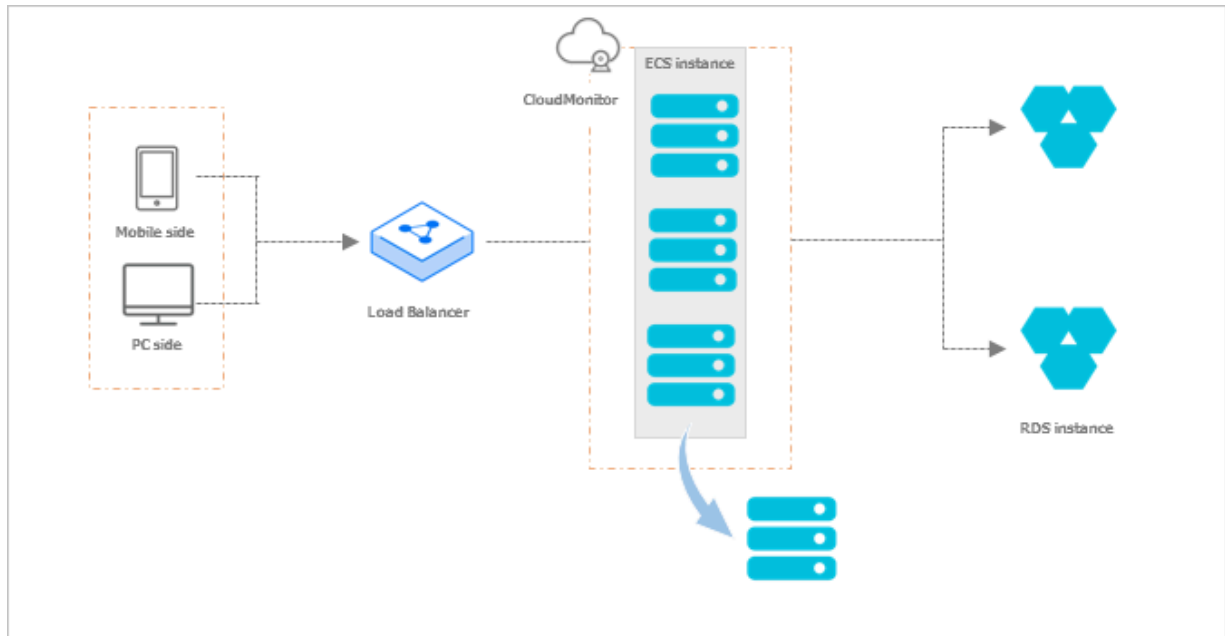 CloudMonitor
ECS instance
Mobile side
PC side
Load Balancer
RDS instance